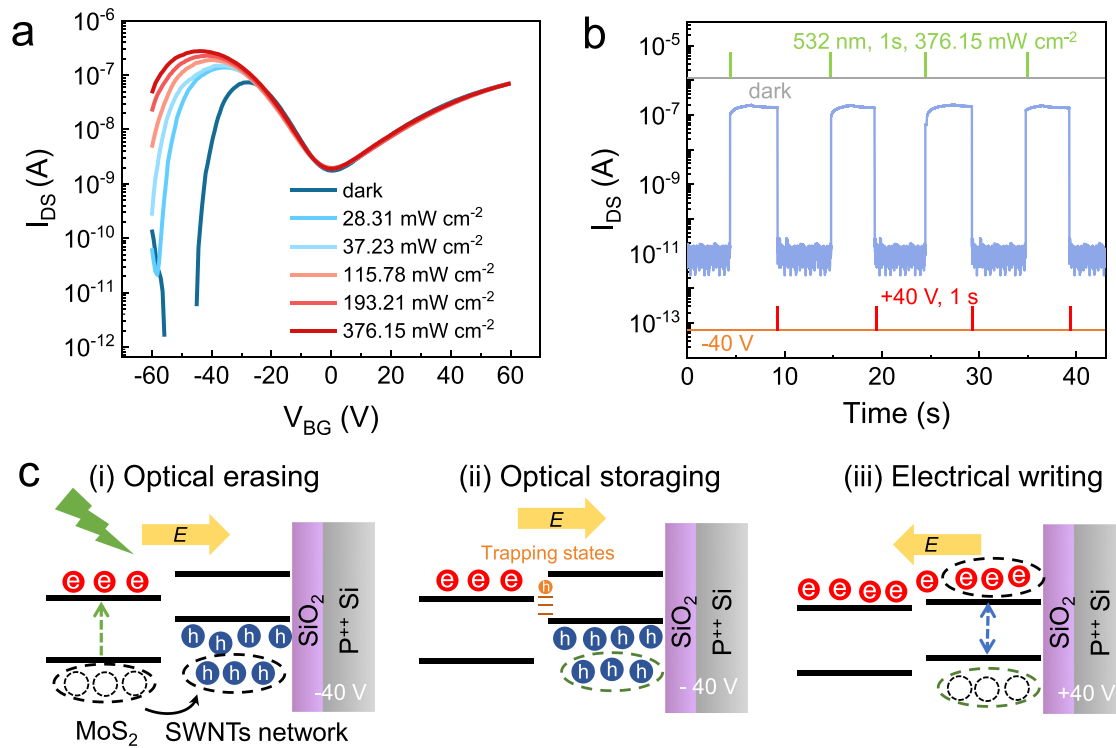 a
10⁻⁶
10⁻⁷
10⁻⁸
10⁻⁹
10⁻¹⁰
10⁻¹¹
10⁻¹²
I_DS (A)
dark
28.31 mW cm⁻²
37.23 mW cm⁻²
115.78 mW cm⁻²
193.21 mW cm⁻²
376.15 mW cm⁻²
-60 -40 -20 0 20 40 60
V_BG (V)
b
10⁻⁵
10⁻⁷
10⁻⁹
10⁻¹¹
10⁻¹³
I_DS (A)
532 nm, 1s, 376.15 mW cm⁻²
dark
+40 V, 1 s
-40 V
0 10 20 30 40
Time (s)
c
(i) Optical erasing
E
e e e
h h h h
h h h
SiO₂
P⁺⁺ Si
-40 V
MoS₂
SWNTs network
(ii) Optical storaging
E
Trapping states
e e e
h
h h h h
h h h
SiO₂
P⁺⁺ Si
- 40 V
(iii) Electrical writing
E
e e e e
e
e e e
SiO₂
P⁺⁺ Si
+40 V